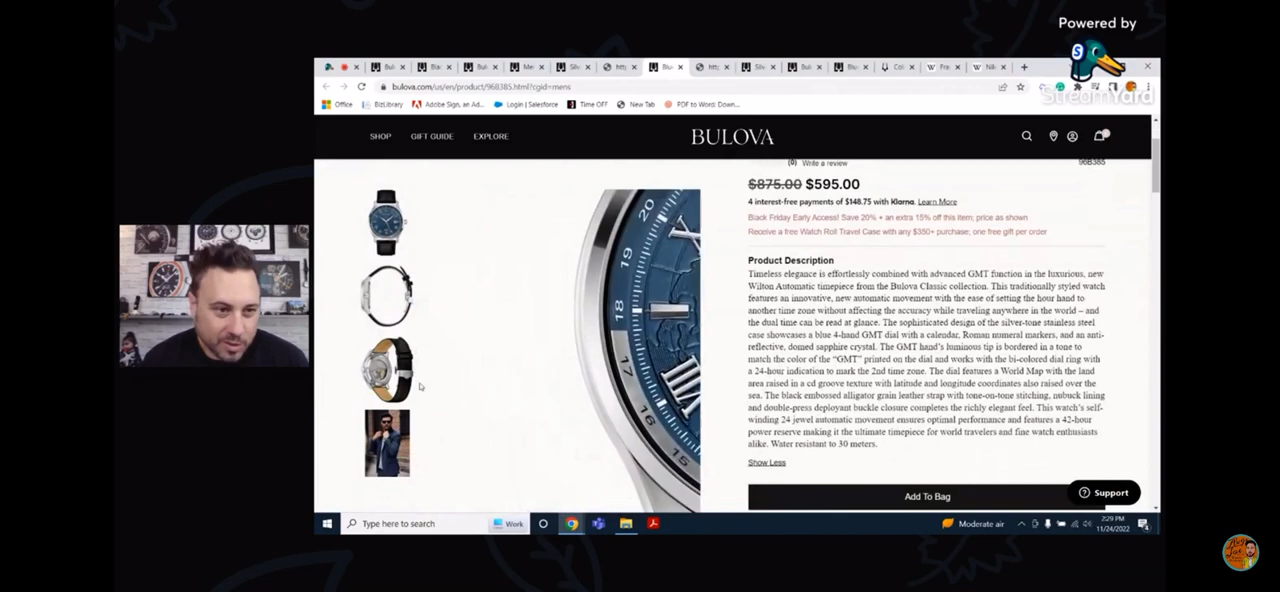 Powered by
StreamYard
bulova.com/us/en/product/96B385.html?cgid=mens
Office
BizLibrary
Adobe Sign, an Ad...
Login | Salesforce
Time OFF
New Tab
PDF to Word: Down...
SHOP
GIFT GUIDE
EXPLORE
BULOVA
(0) Write a review
96B385
$875.00 $595.00
4 interest-free payments of $148.75 with Klarna. Learn More
Black Friday Early Access! Save 20% + an extra 15% off this item; price as shown
Receive a free Watch Roll Travel Case with any $350+ purchase; one free gift per order
Product Description
Timeless elegance is effortlessly combined with advanced GMT function in the luxurious, new
Wilton Automatic timepiece from the Bulova Classic collection. This traditionally styled watch
features an innovative, new automatic movement with the ease of setting the hour hand to
another time zone without affecting the accuracy while traveling anywhere in the world – and
the dual time can be read at glance. The sophisticated design of the silver-tone stainless steel
case showcases a blue 4-hand GMT dial with a calendar, Roman numeral markers, and an anti-
reflective, domed sapphire crystal. The GMT hand's luminous tip is bordered in a tone to
match the color of the "GMT" printed on the dial and works with the bi-colored dial ring with
a 24-hour indication to mark the 2nd time zone. The dial features a World Map with the land
area raised in a cd groove texture with latitude and longitude coordinates also raised over the
sea. The black embossed alligator grain leather strap with tone-on-tone stitching, nubuck lining
and double-press deployant buckle closure completes the richly elegant feel. This watch's self-
winding 24 jewel automatic movement ensures optimal performance and features a 42-hour
power reserve making it the ultimate timepiece for world travelers and fine watch enthusiasts
alike. Water resistant to 30 meters.
Show Less
20
19
18
17
16
15
Add To Bag
Support
Type here to search
Work
Moderate air
2:29 PM
11/24/2022